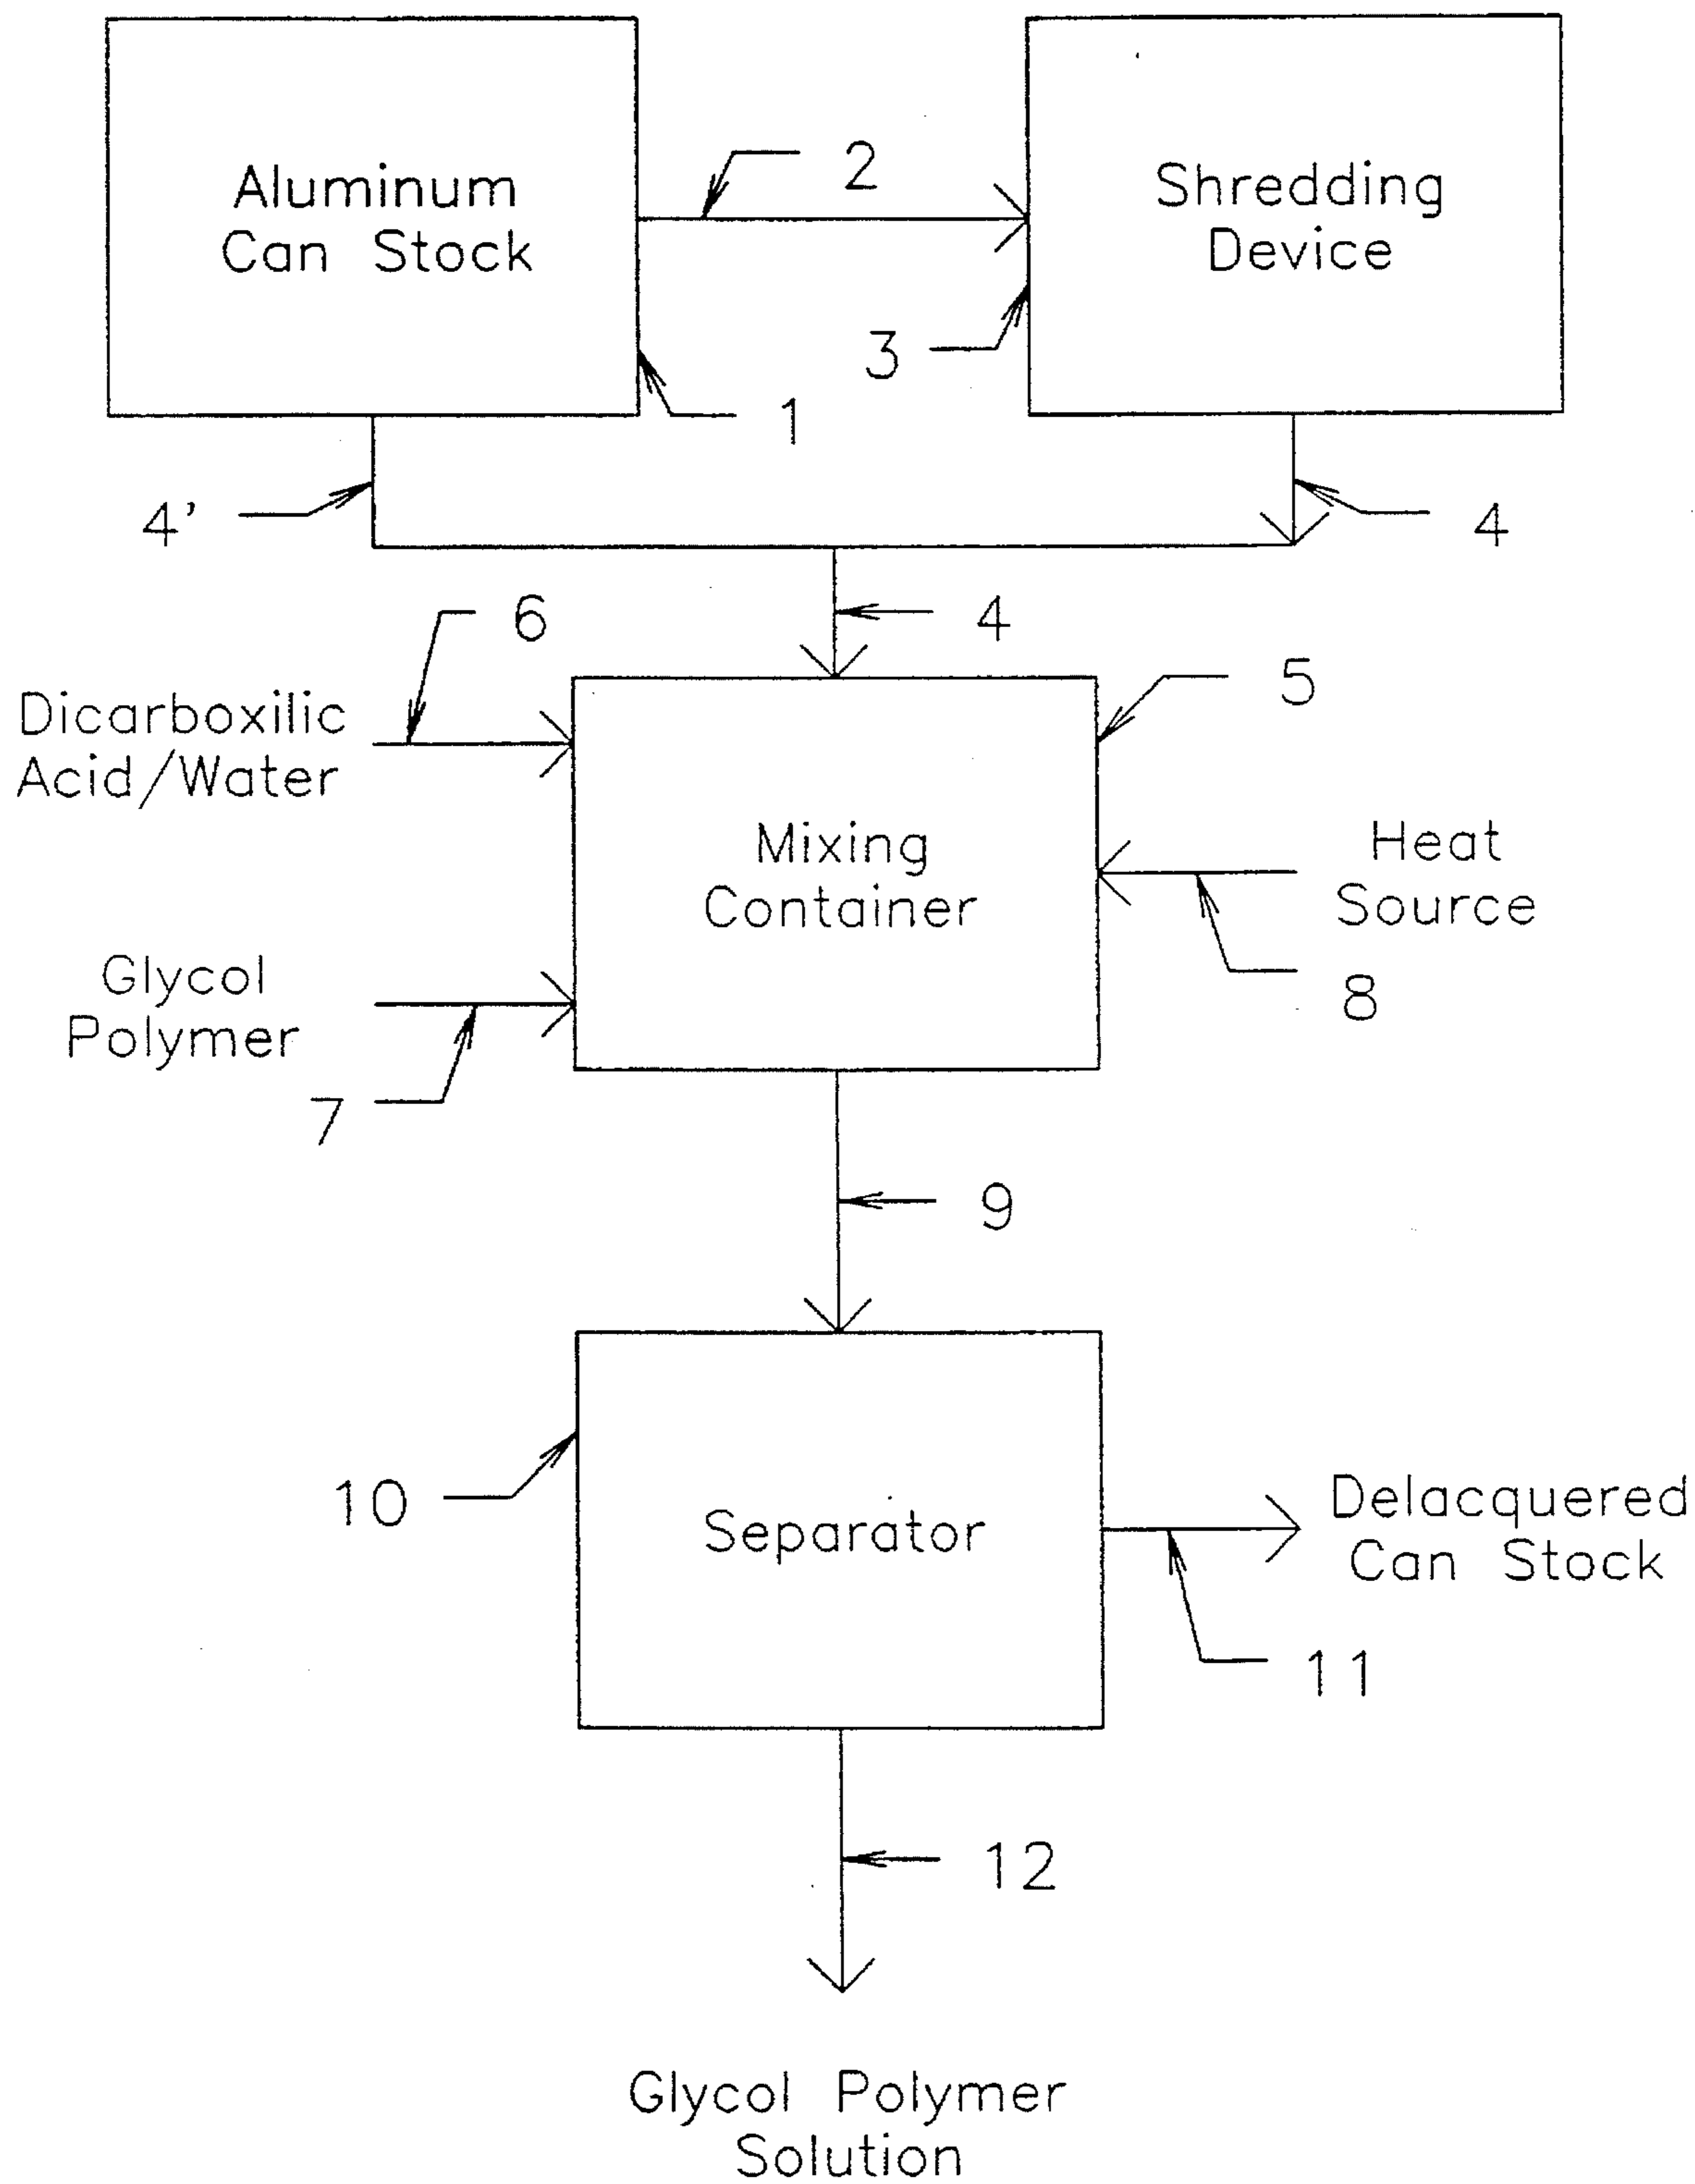 Aluminum
Can Stock
Shredding
Device
2
3
1
4'
4
6
4
5
Dicarboxilic
Acid/Water
Mixing
Container
Heat
Source
8
Glycol
Polymer
7
9
10
Separator
Delacquered
Can Stock
11
12
Glycol Polymer
Solution